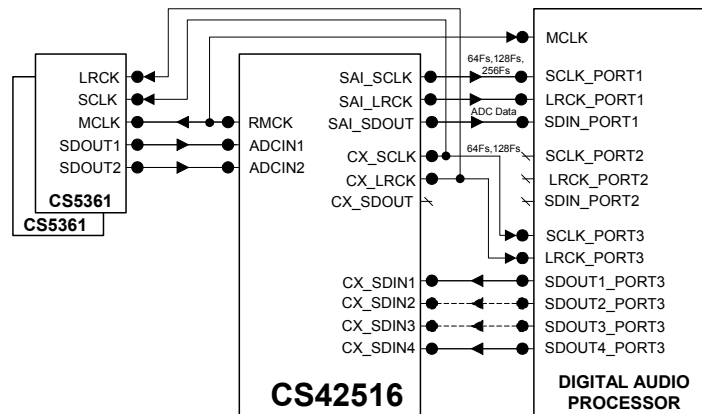 LRCK
SCLK
MCLK
SDOUT1
SDOUT2
CS5361
CS5361
RMCK
ADCIN1
ADCIN2
SAI_SCLK
SAI_LRCK
SAI_SDOUT
CX_SCLK
CX_LRCK
CX_SDOUT
CX_SDIN1
CX_SDIN2
CX_SDIN3
CX_SDIN4
CS42516
64Fs,128Fs,
256Fs
ADC Data
64Fs,128Fs
MCLK
SCLK_PORT1
LRCK_PORT1
SDIN_PORT1
SCLK_PORT2
LRCK_PORT2
SDIN_PORT2
SCLK_PORT3
LRCK_PORT3
SDOUT1_PORT3
SDOUT2_PORT3
SDOUT3_PORT3
SDOUT4_PORT3
DIGITAL AUDIO
PROCESSOR